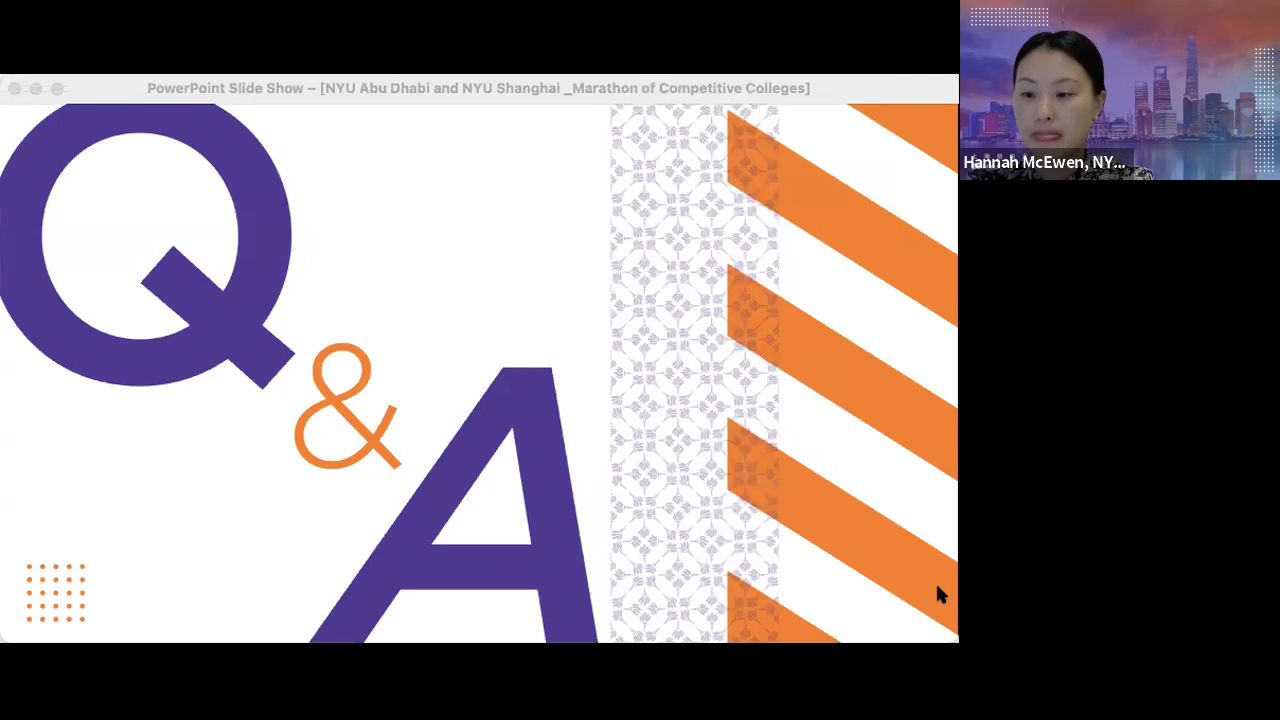 PowerPoint Slide Show – [NYU Abu Dhabi and NYU Shanghai _Marathon of Competitive Colleges]
Q
&
A
Hannah McEwen, NY...